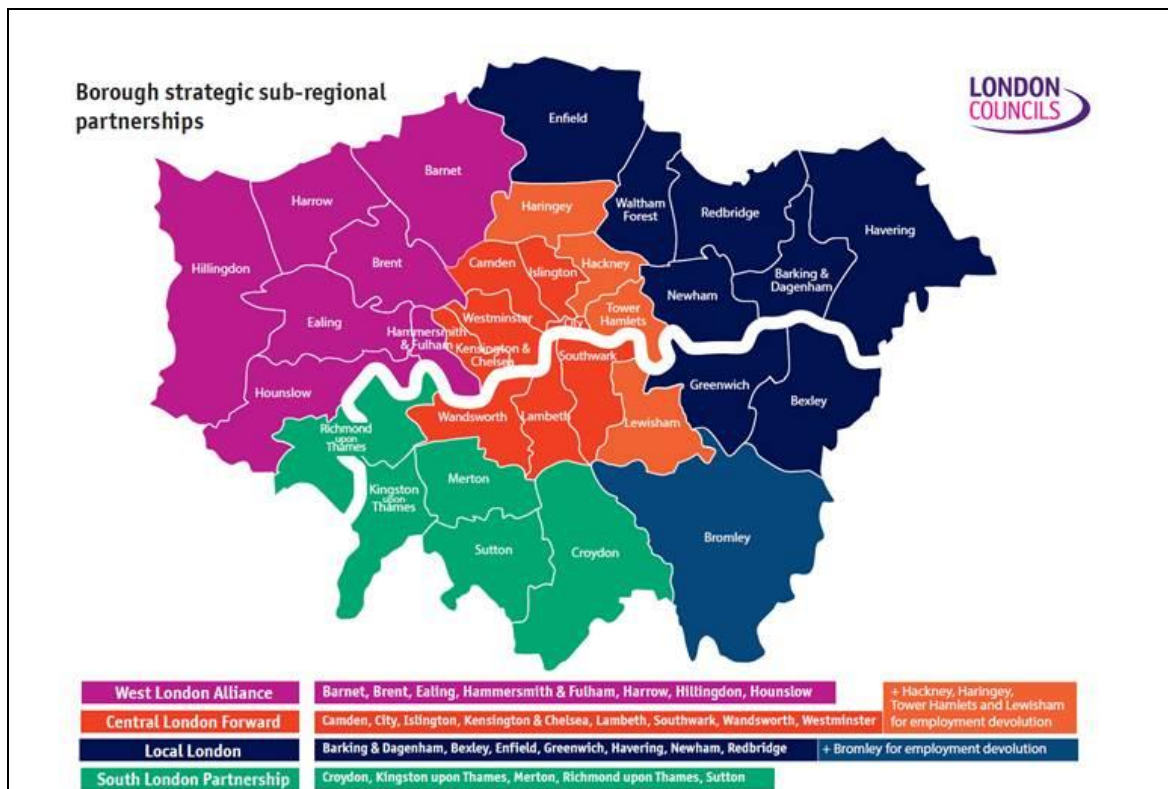 Borough strategic sub-regional
partnerships
LONDON
COUNCILS
Enfield
Barnet
Harrow
Haringey
Waltham
Forest
Redbridge
Havering
Hillingdon
Brent
Camden
Islington
Hackney
Barking &
Dagenham
Newham
Ealing
Westminster
Tower
Hamlets
City
Hammersmith
& Fulham
Kensington &
Chelsea
Southwark
Hounslow
Greenwich
Bexley
Richmond
upon
Thames
Wandsworth
Lambeth
Lewisham
Merton
Kingston
upon
Thames
Sutton
Croydon
Bromley
West London Alliance
Barnet, Brent, Ealing, Hammersmith & Fulham, Harrow, Hillingdon, Hounslow
+ Hackney, Haringey,
Tower Hamlets and Lewisham
for employment devolution
Central London Forward
Camden, City, Islington, Kensington & Chelsea, Lambeth, Southwark, Wandsworth, Westminster
Local London
Barking & Dagenham, Bexley, Enfield, Greenwich, Havering, Newham, Redbridge
+ Bromley for employment devolution
South London Partnership
Croydon, Kingston upon Thames, Merton, Richmond upon Thames, Sutton